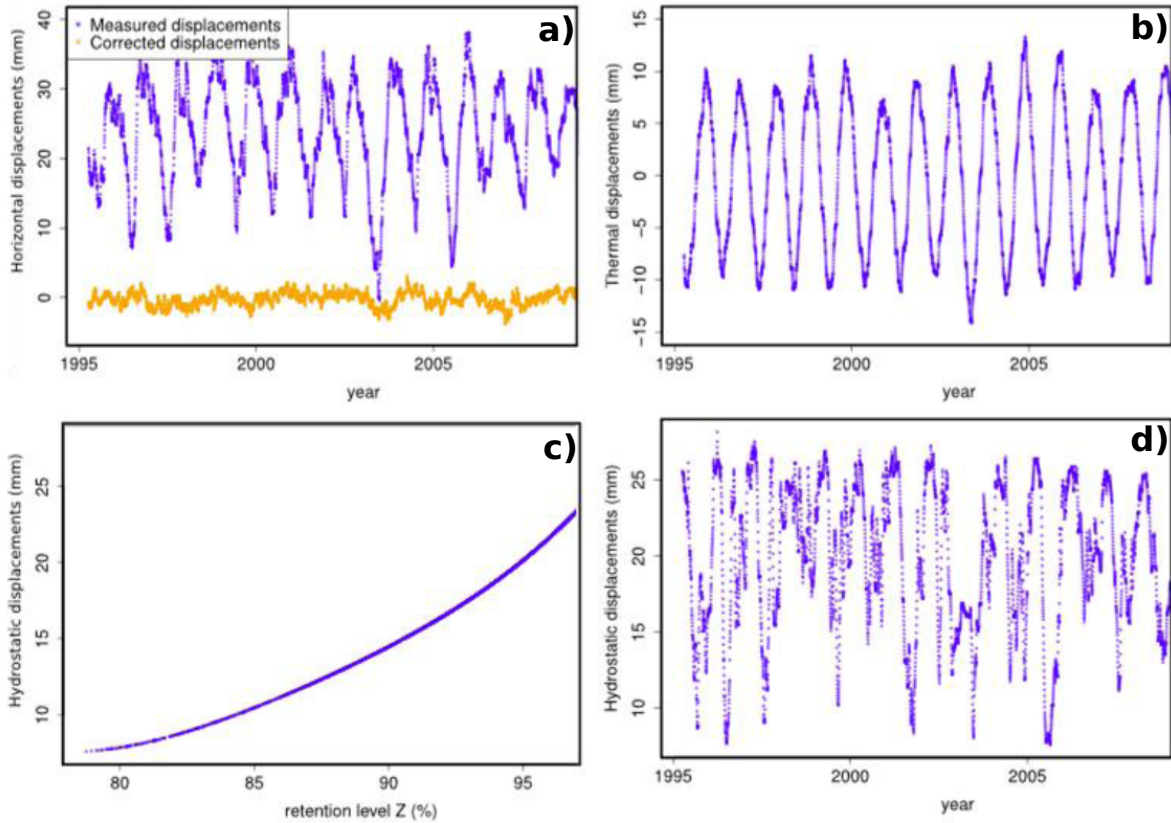 a)
Measured displacements
Corrected displacements
Horizontal displacements (mm)
40
30
20
10
0
1995
2000
2005
year
b)
Thermal displacements (mm)
15
10
5
0
−5
−10
−15
1995
2000
2005
year
c)
Hydrostatic displacements (mm)
25
20
15
10
80
85
90
95
retention level Z (%)
d)
Hydrostatic displacements (mm)
25
20
15
10
1995
2000
2005
year